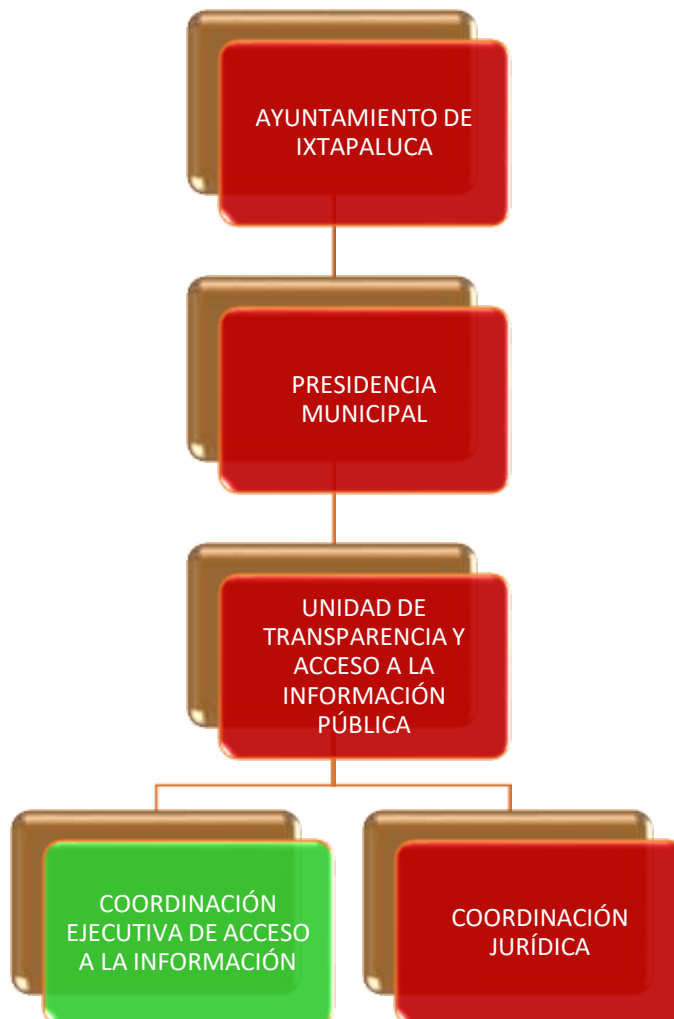 AYUNTAMIENTO DE
IXTAPALUCA
PRESIDENCIA
MUNICIPAL
UNIDAD DE
TRANSPARENCIA Y
ACCESO A LA
INFORMACIÓN
PÚBLICA
COORDINACIÓN
EJECUTIVA DE ACCESO
A LA INFORMACIÓN
COORDINACIÓN
JURÍDICA